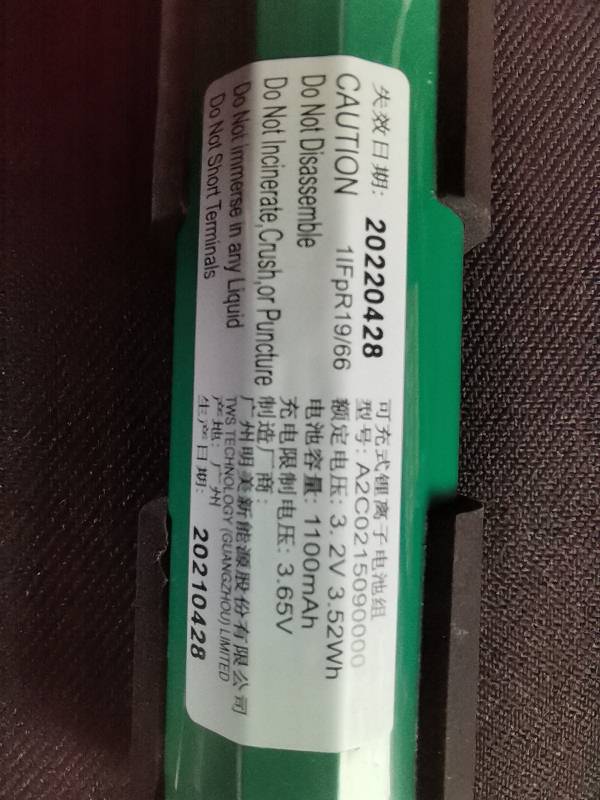 失效日期: 20220428
CAUTION 1IFpR19/66
Do Not Disassemble
Do Not Incinerate,Crush,or Puncture
Do Not immerse in any Liquid
Do Not Short Terminals
可充式锂离子电池组
型号: A2C0215090000
额定电压: 3.2V 3.52Wh
电池容量: 1100mAh
充电限制电压: 3.65V
制造厂商:
广州明美新能源股份有限公司
TWS TECHNOLOGY (GUANGZHOU) LIMITED
产地: 广州
生产日期: 20210428